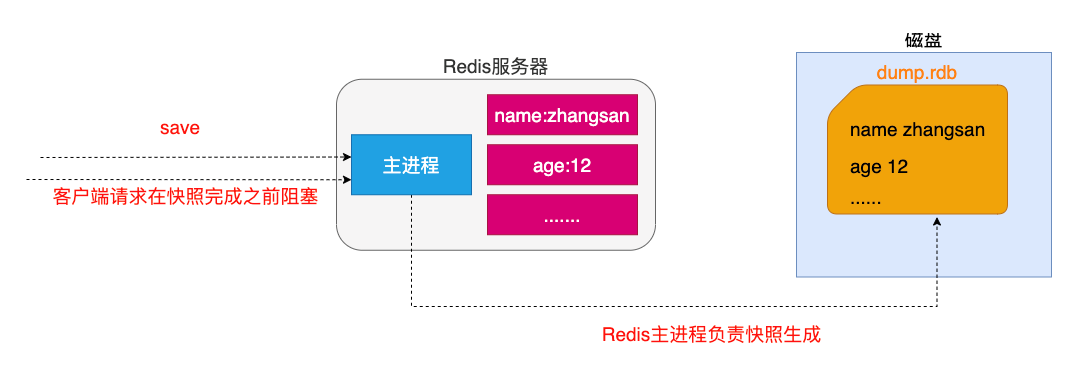 磁盘
Redis服务器
dump.rdb
name:zhangsan
save
name zhangsan
主进程
age:12
age 12
客户端请求在快照完成之前阻塞
.......
......
Redis主进程负责快照生成